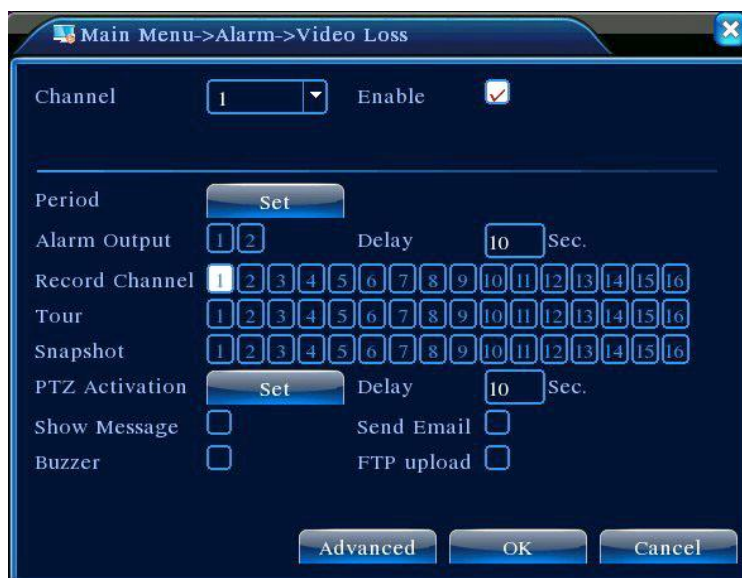 Main Menu->Alarm->Video Loss
Channel 1 Enable
Period Set
Alarm Output 1 2 Delay 10 Sec.
Record Channel 1 2 3 4 5 6 7 8 9 10 11 12 13 14 15 16
Tour 1 2 3 4 5 6 7 8 9 10 11 12 13 14 15 16
Snapshot 1 2 3 4 5 6 7 8 9 10 11 12 13 14 15 16
PTZ Activation Set Delay 10 Sec.
Show Message Send Email
Buzzer FTP upload
Advanced OK Cancel